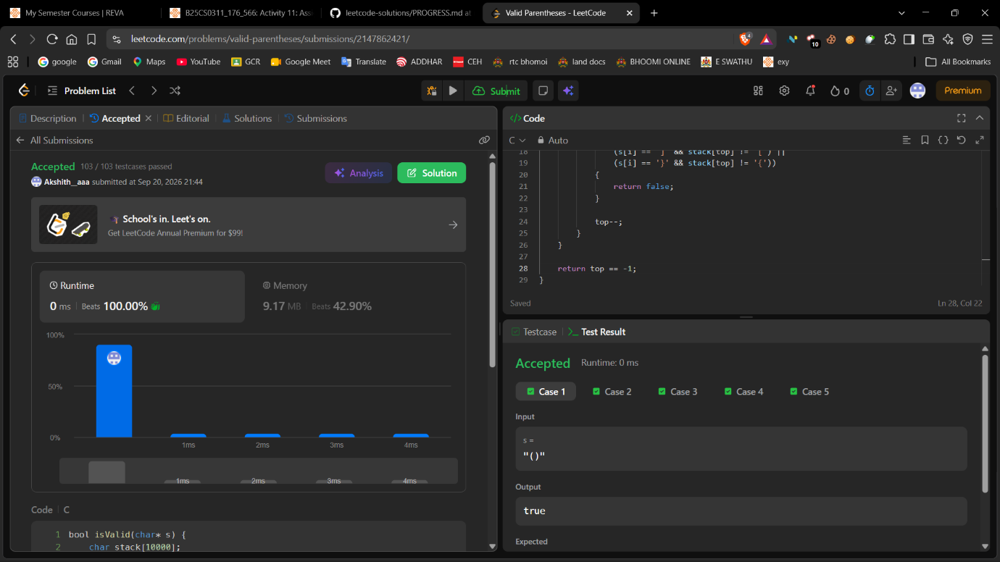 My Semester Courses | REVA
B25CS0311_176_566: Activity 11: Ass
leetcode-solutions/PROGRESS.md at
Valid Parentheses - LeetCode
leetcode.com/problems/valid-parentheses/submissions/2147862421/
4
10
google
Gmail
Maps
YouTube
GCR
Google Meet
Translate
ADDHAR
CEH
rtc bhomoi
land docs
BHOOMI ONLINE
E SWATHU
exy
All Bookmarks
Problem List
Submit
0
Premium
Description
Accepted
Editorial
Solutions
Submissions
All Submissions
Accepted 103 / 103 testcases passed
Akshith__aaa submitted at Sep 20, 2026 21:44
Analysis
Solution
School's in. Leet's on.
Get LeetCode Annual Premium for $99!
Runtime
0 ms Beats 100.00%
Memory
9.17 MB Beats 42.90%
100%
50%
0%
1ms 2ms 3ms 4ms
1ms 2ms 3ms 4ms
Code C
1 bool isValid(char* s) {
2 char stack[10000];
</> Code
C Auto
18 (s[i] == ']' && stack[top] != '[') ||
19 (s[i] == '}' && stack[top] != '{'))
20 {
21 return false;
22 }
23
24 top--;
25 }
26 }
27
28 return top == -1;
29 }
Saved
Ln 28, Col 22
Testcase
>_ Test Result
Accepted Runtime: 0 ms
Case 1 Case 2 Case 3 Case 4 Case 5
Input
s =
"()"
Output
true
Expected